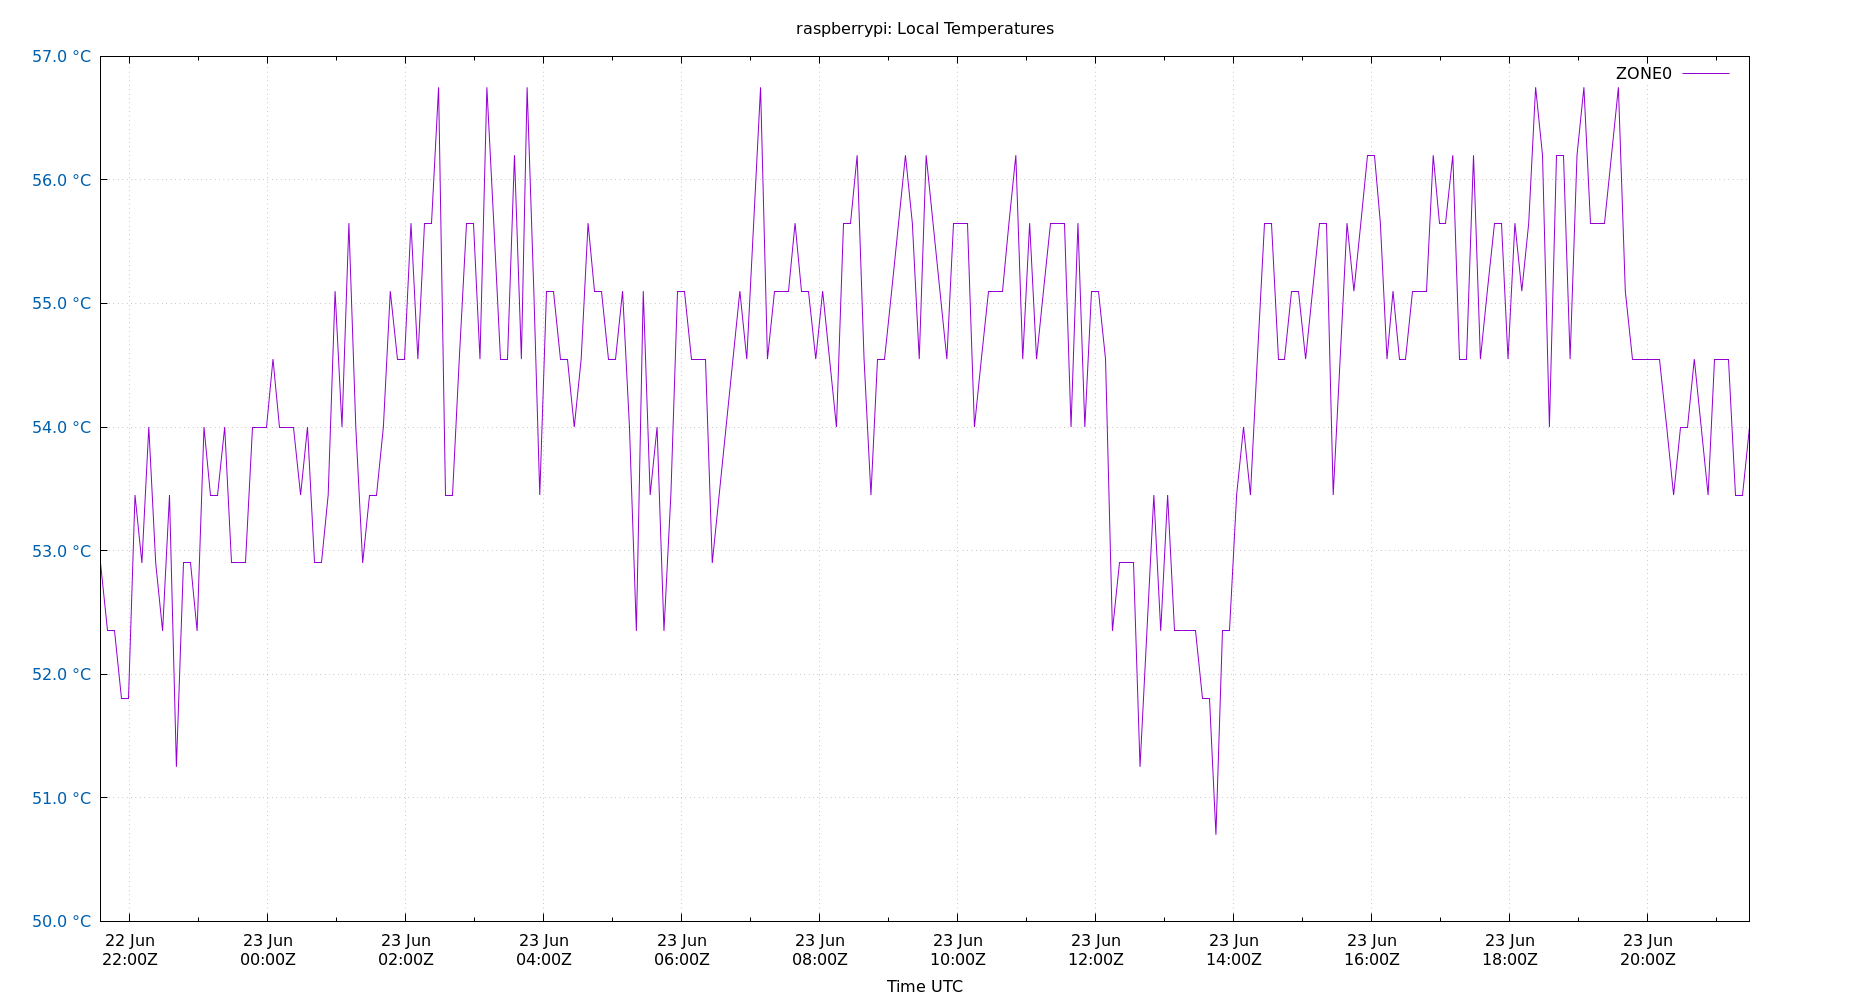 raspberrypi: Local Temperatures
57.0 °C
ZONE0
56.0 °C
55.0 °C
54.0 °C
53.0 °C
52.0 °C
51.0 °C
50.0 °C
22 Jun 23 Jun 23 Jun 23 Jun 23 Jun 23 Jun 23 Jun 23 Jun 23 Jun 23 Jun 23 Jun 23 Jun
22:00Z 00:00Z 02:00Z 04:00Z 06:00Z 08:00Z 10:00Z 12:00Z 14:00Z 16:00Z 18:00Z 20:00Z
Time UTC